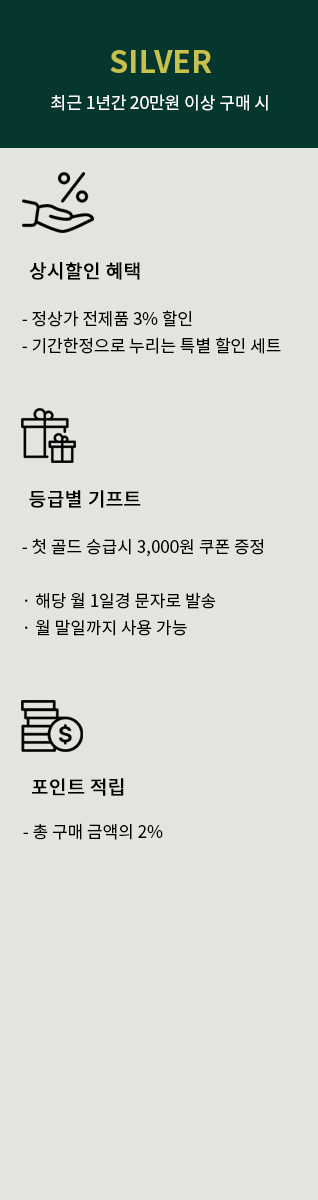 SILVER
최근 1년간 20만원 이상 구매 시
%
상시할인 혜택
- 정상가 전제품 3% 할인
- 기간한정으로 누리는 특별 할인 세트
등급별 기프트
- 첫 골드 승급시 3,000원 쿠폰 증정
· 해당 월 1일경 문자로 발송
· 월 말일까지 사용 가능
$
포인트 적립
- 총 구매 금액의 2%